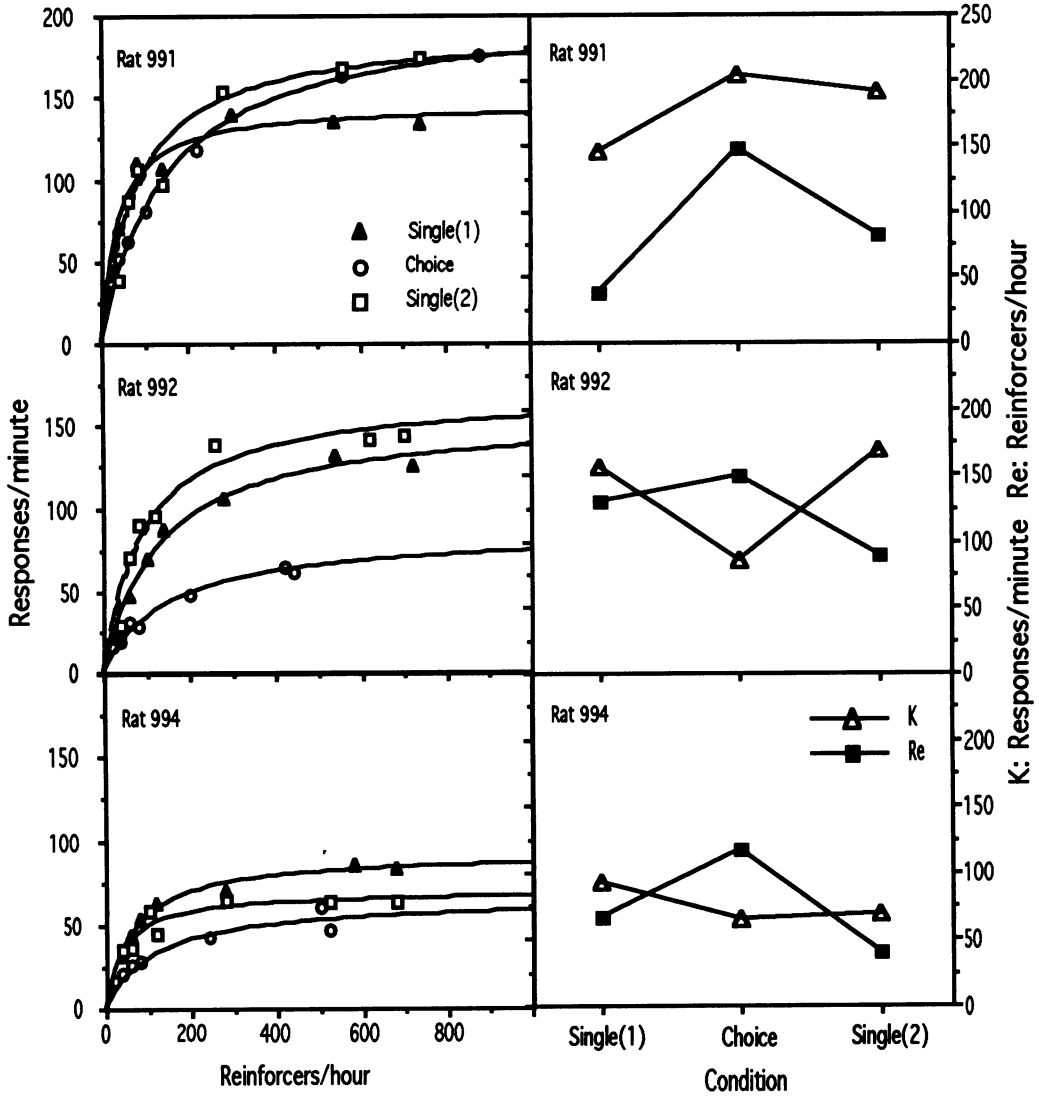 200
150
100
50
0
Rat 991
Single(1)
Choice
Single(2)
Rat 991
250
200
150
100
50
0
Rat 992
150
100
50
0
Rat 992
200
150
100
50
0
Rat 994
150
100
50
0
0 200 400 600 800
Reinforcers/hour
Responses/minute
Rat 994
K
Re
200
150
100
50
0
Single(1) Choice Single(2)
Condition
K: Responses/minute Re: Reinforcers/hour